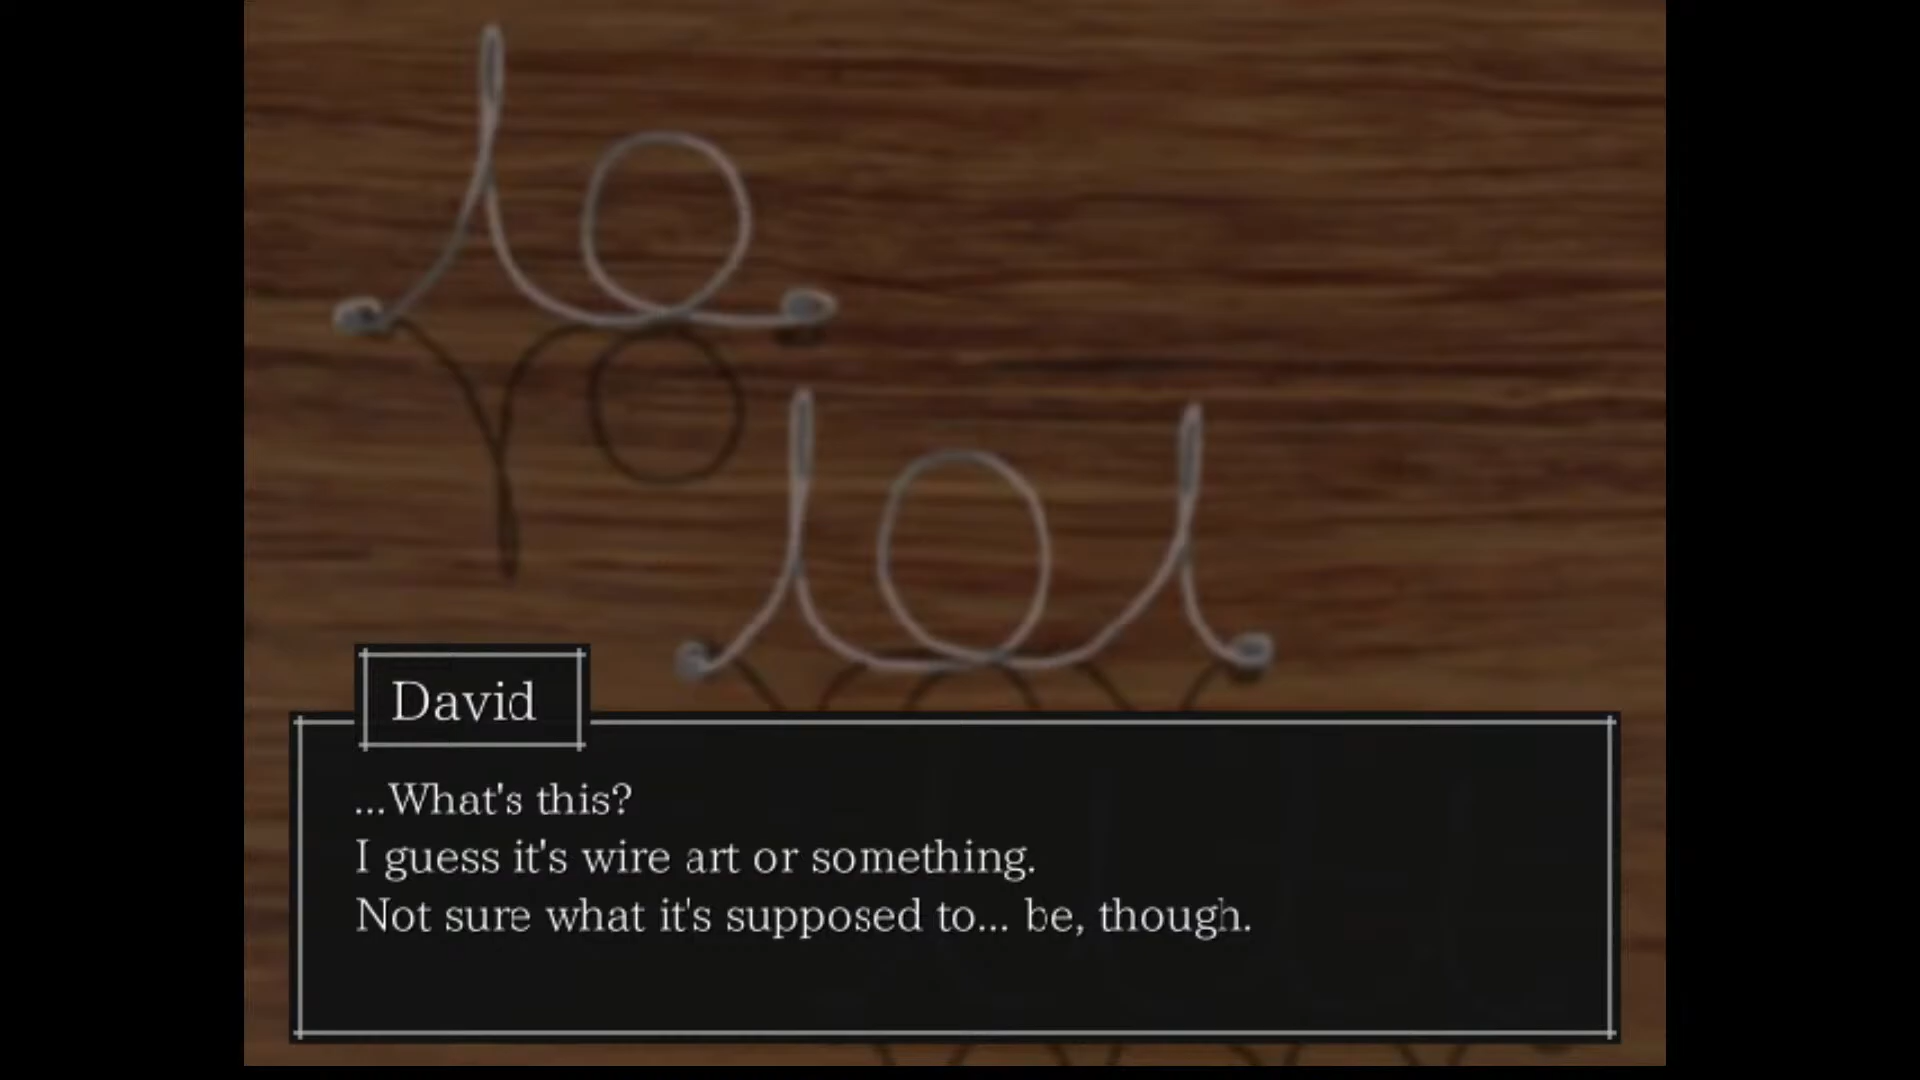 David
...What's this?
I guess it's wire art or something.
Not sure what it's supposed to... be, though.